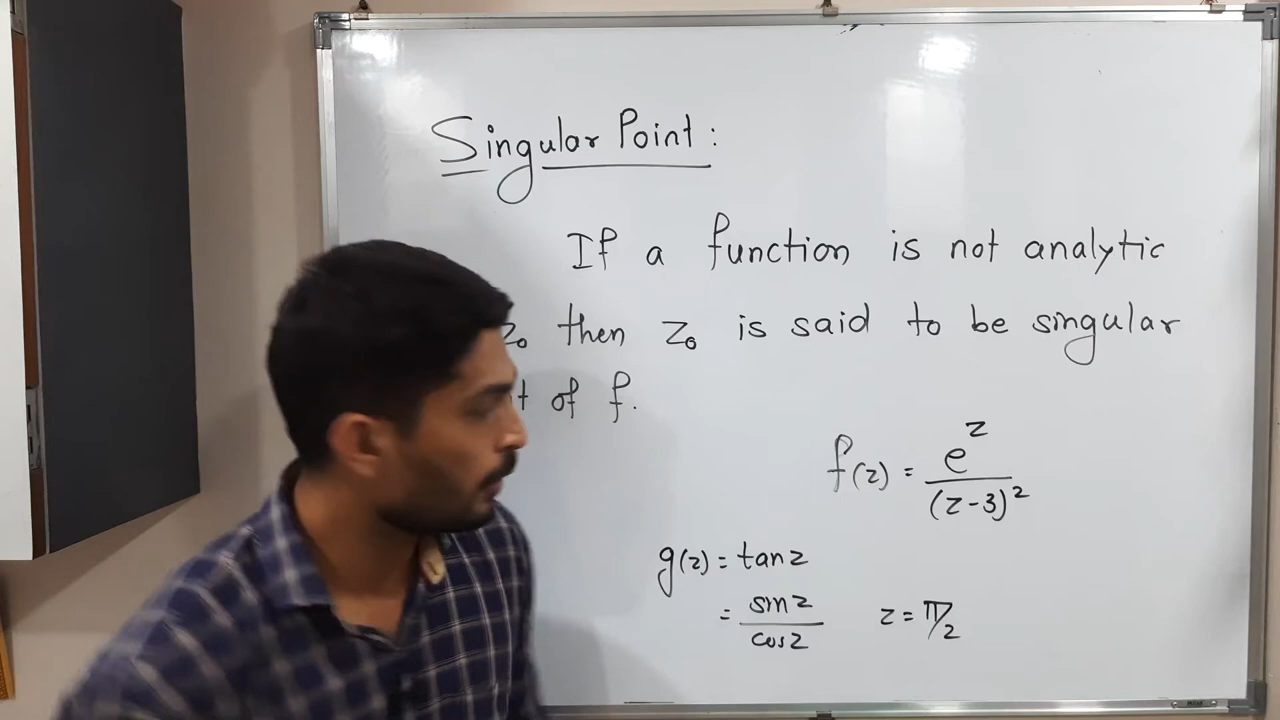 Singular Point :
If a function is not analytic
z₀ then z₀ is said to be singular
t of f.
f(z) = e^z / (z-3)²
g(z) = tan z
= sin z / cos z z = π/2